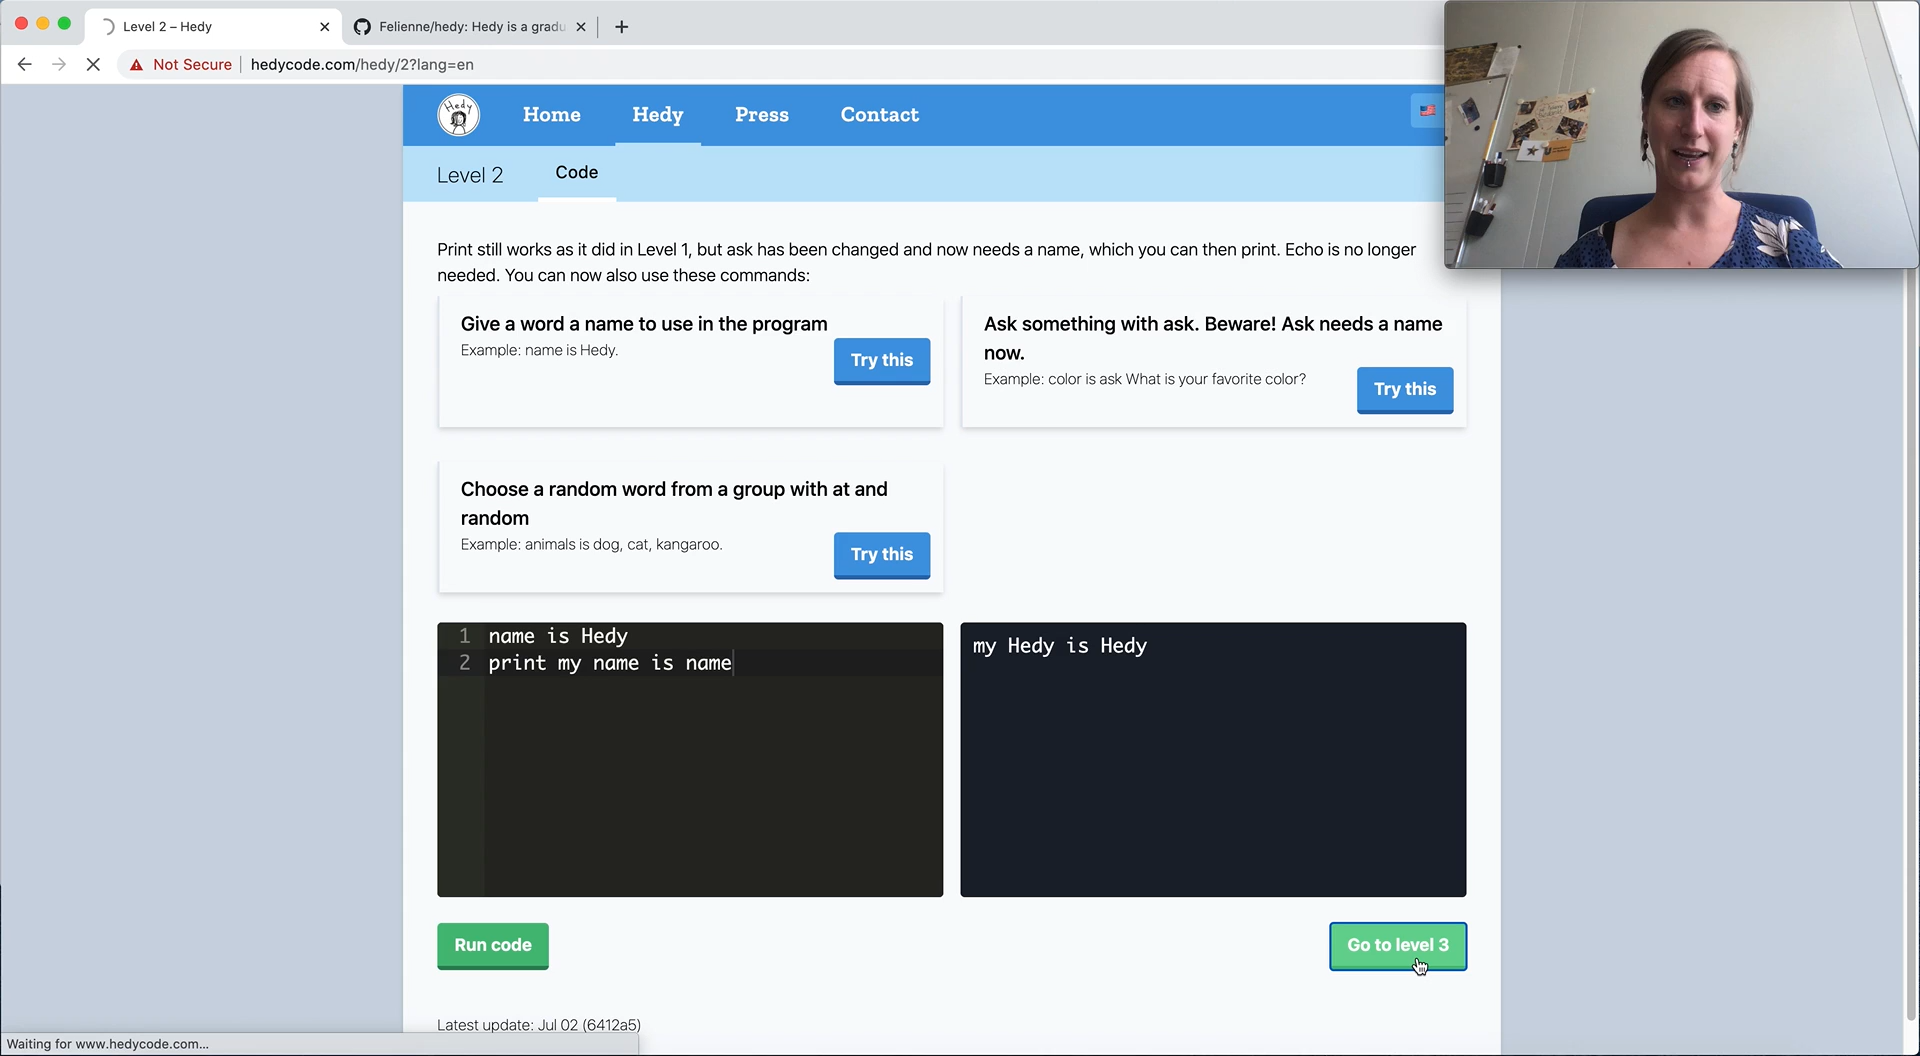 Level 2 – Hedy
Felienne/hedy: Hedy is a gradu
Not Secure
hedycode.com/hedy/2?lang=en
Hedy
Home
Hedy
Press
Contact
Level 2
Code
Print still works as it did in Level 1, but ask has been changed and now needs a name, which you can then print. Echo is no longer
needed. You can now also use these commands:
Give a word a name to use in the program
Example: name is Hedy.
Try this
Ask something with ask. Beware! Ask needs a name
now.
Example: color is ask What is your favorite color?
Try this
Choose a random word from a group with at and
random
Example: animals is dog, cat, kangaroo.
Try this
1 name is Hedy
2 print my name is name
my Hedy is Hedy
Run code
Go to level 3
Latest update: Jul 02 (6412a5)
Waiting for www.hedycode.com...